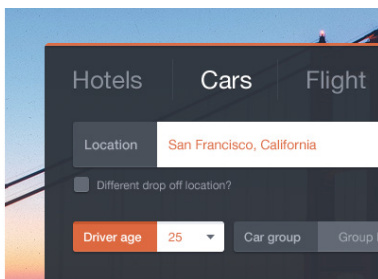 Hotels Cars Flight
Location San Francisco, California
Different drop off location?
Driver age 25 Car group Group